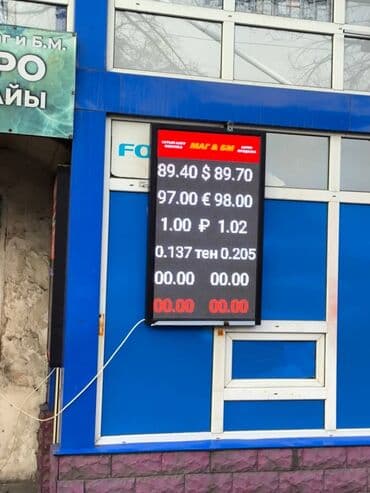 г и Б.М.
РО
АЙЫ
FO
МАГ & БМ
89.40 $ 89.70
97.00 € 98.00
1.00 ₽ 1.02
0.137 тен 0.205
00.00 00.00
00.00 00.00